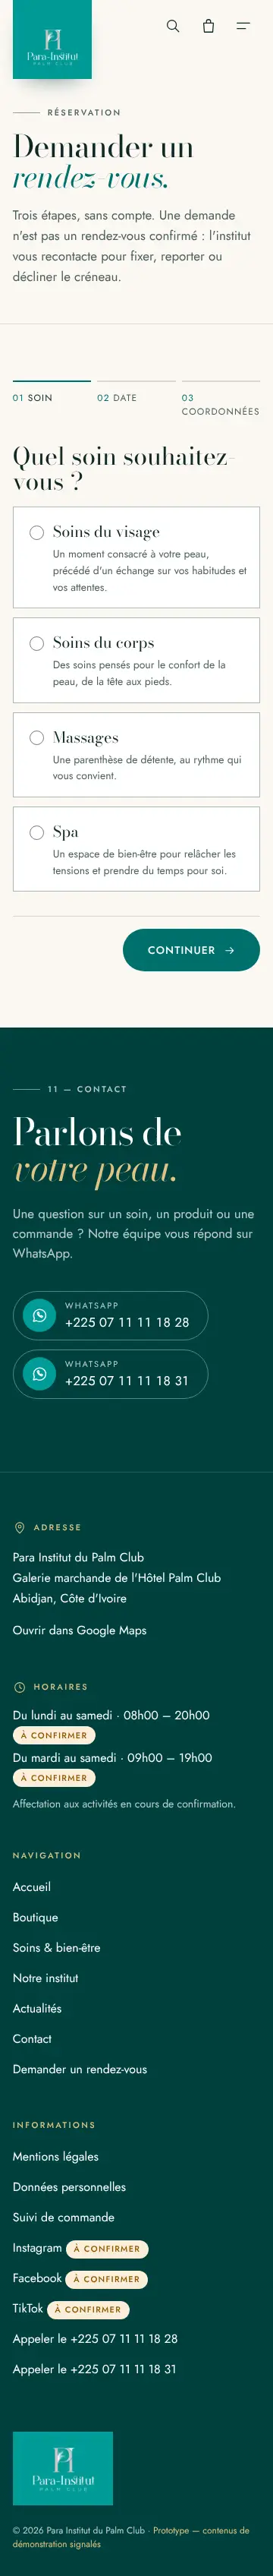 Para-Institut
PALM CLUB
RÉSERVATION
Demander un
rendez-vous.
Trois étapes, sans compte. Une demande
n'est pas un rendez-vous confirmé : l'institut
vous recontacte pour fixer, reporter ou
décliner le créneau.
01 SOIN
02 DATE
03
COORDONNÉES
Quel soin souhaitez-
vous ?
Soins du visage
Un moment consacré à votre peau,
précédé d'un échange sur vos habitudes et
vos attentes.
Soins du corps
Des soins pensés pour le confort de la
peau, de la tête aux pieds.
Massages
Une parenthèse de détente, au rythme qui
vous convient.
Spa
Un espace de bien-être pour relâcher les
tensions et prendre du temps pour soi.
CONTINUER →
11 — CONTACT
Parlons de
votre peau.
Une question sur un soin, un produit ou une
commande ? Notre équipe vous répond sur
WhatsApp.
WHATSAPP
+225 07 11 11 18 28
WHATSAPP
+225 07 11 11 18 31
ADRESSE
Para Institut du Palm Club
Galerie marchande de l'Hôtel Palm Club
Abidjan, Côte d'Ivoire
Ouvrir dans Google Maps
HORAIRES
Du lundi au samedi · 08h00 – 20h00
À CONFIRMER
Du mardi au samedi · 09h00 – 19h00
À CONFIRMER
Affectation aux activités en cours de confirmation.
NAVIGATION
Accueil
Boutique
Soins & bien-être
Notre institut
Actualités
Contact
Demander un rendez-vous
INFORMATIONS
Mentions légales
Données personnelles
Suivi de commande
Instagram À CONFIRMER
Facebook À CONFIRMER
TikTok À CONFIRMER
Appeler le +225 07 11 11 18 28
Appeler le +225 07 11 11 18 31
Para-Institut
PALM CLUB
© 2026 Para Institut du Palm Club · Prototype — contenus de
démonstration signalés